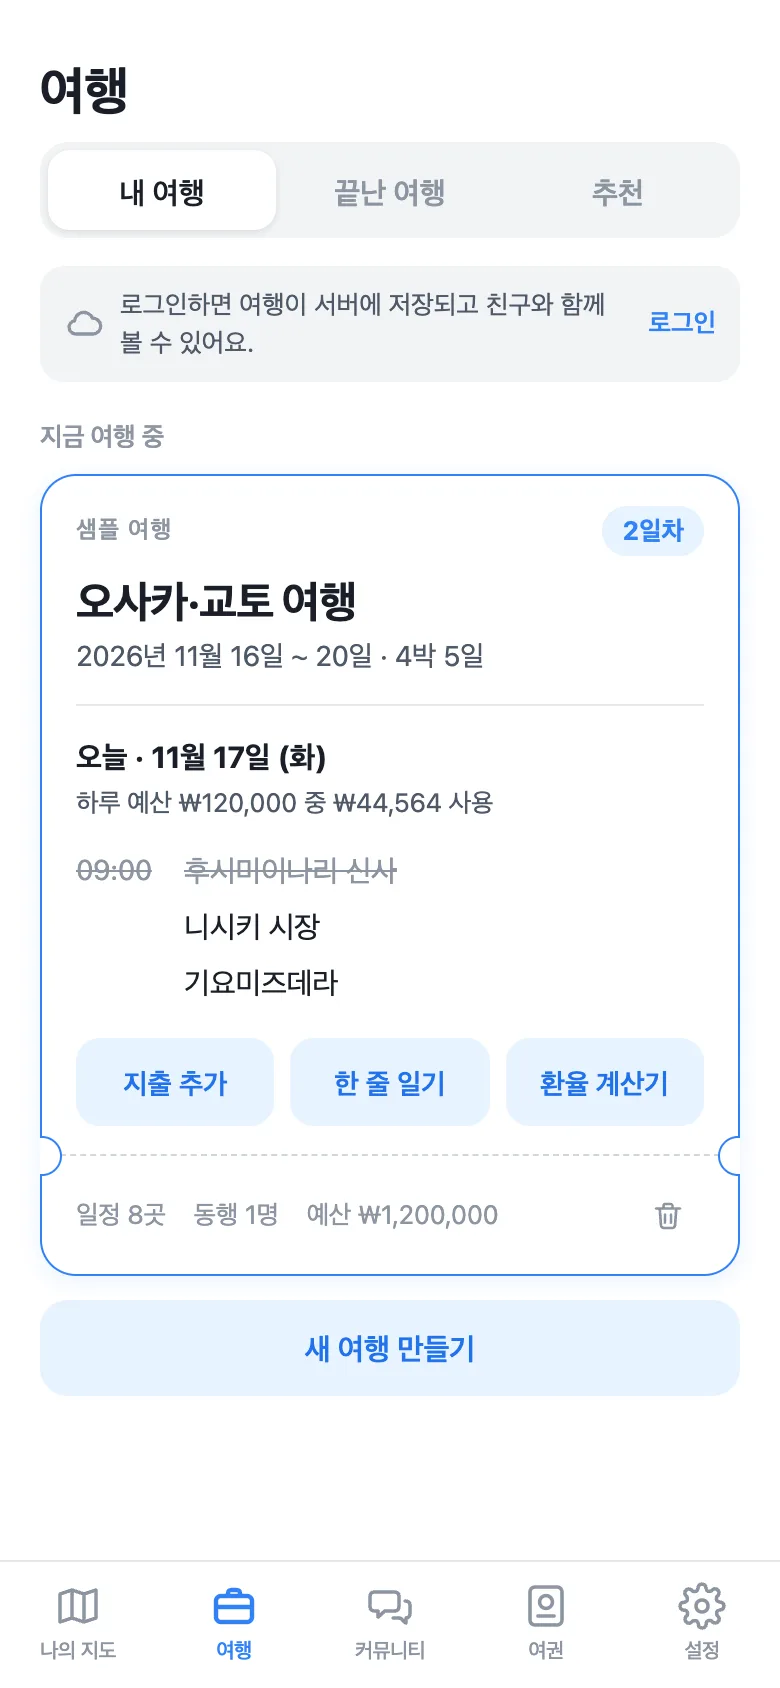 여행
내 여행
끝난 여행
추천
로그인하면 여행이 서버에 저장되고 친구와 함께
볼 수 있어요.
로그인
지금 여행 중
샘플 여행
2일차
오사카·교토 여행
2026년 11월 16일 ~ 20일 · 4박 5일
오늘 · 11월 17일 (화)
하루 예산 ₩120,000 중 ₩44,564 사용
09:00 후시미이나리 신사
니시키 시장
기요미즈데라
지출 추가
한 줄 일기
환율 계산기
일정 8곳 동행 1명 예산 ₩1,200,000
새 여행 만들기
나의 지도
여행
커뮤니티
여권
설정